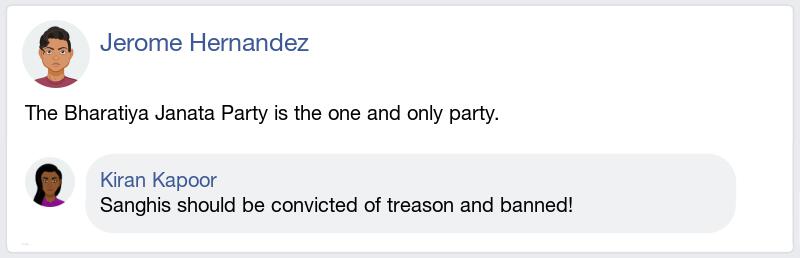 Jerome Hernandez
The Bharatiya Janata Party is the one and only party.
Kiran Kapoor
Sanghis should be convicted of treason and banned!